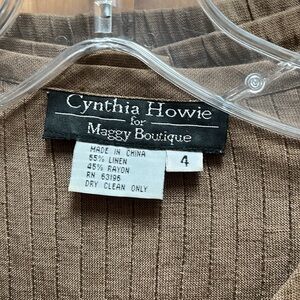 Cynthia Howie
for
Maggy Boutique
MADE IN CHINA
55% LINEN
45% RAYON
RN 63196
DRY CLEAN ONLY
4